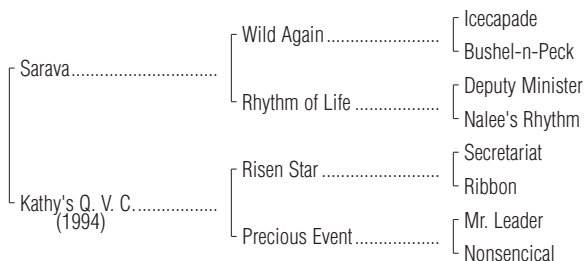 Icecapade
Wild Again
Bushel-n-Peck
Sarava
Deputy Minister
Rhythm of Life
Nalee's Rhythm
Secretariat
Risen Star
Ribbon
Kathy's Q. V. C.
(1994)
Mr. Leader
Precious Event
Nonsencical